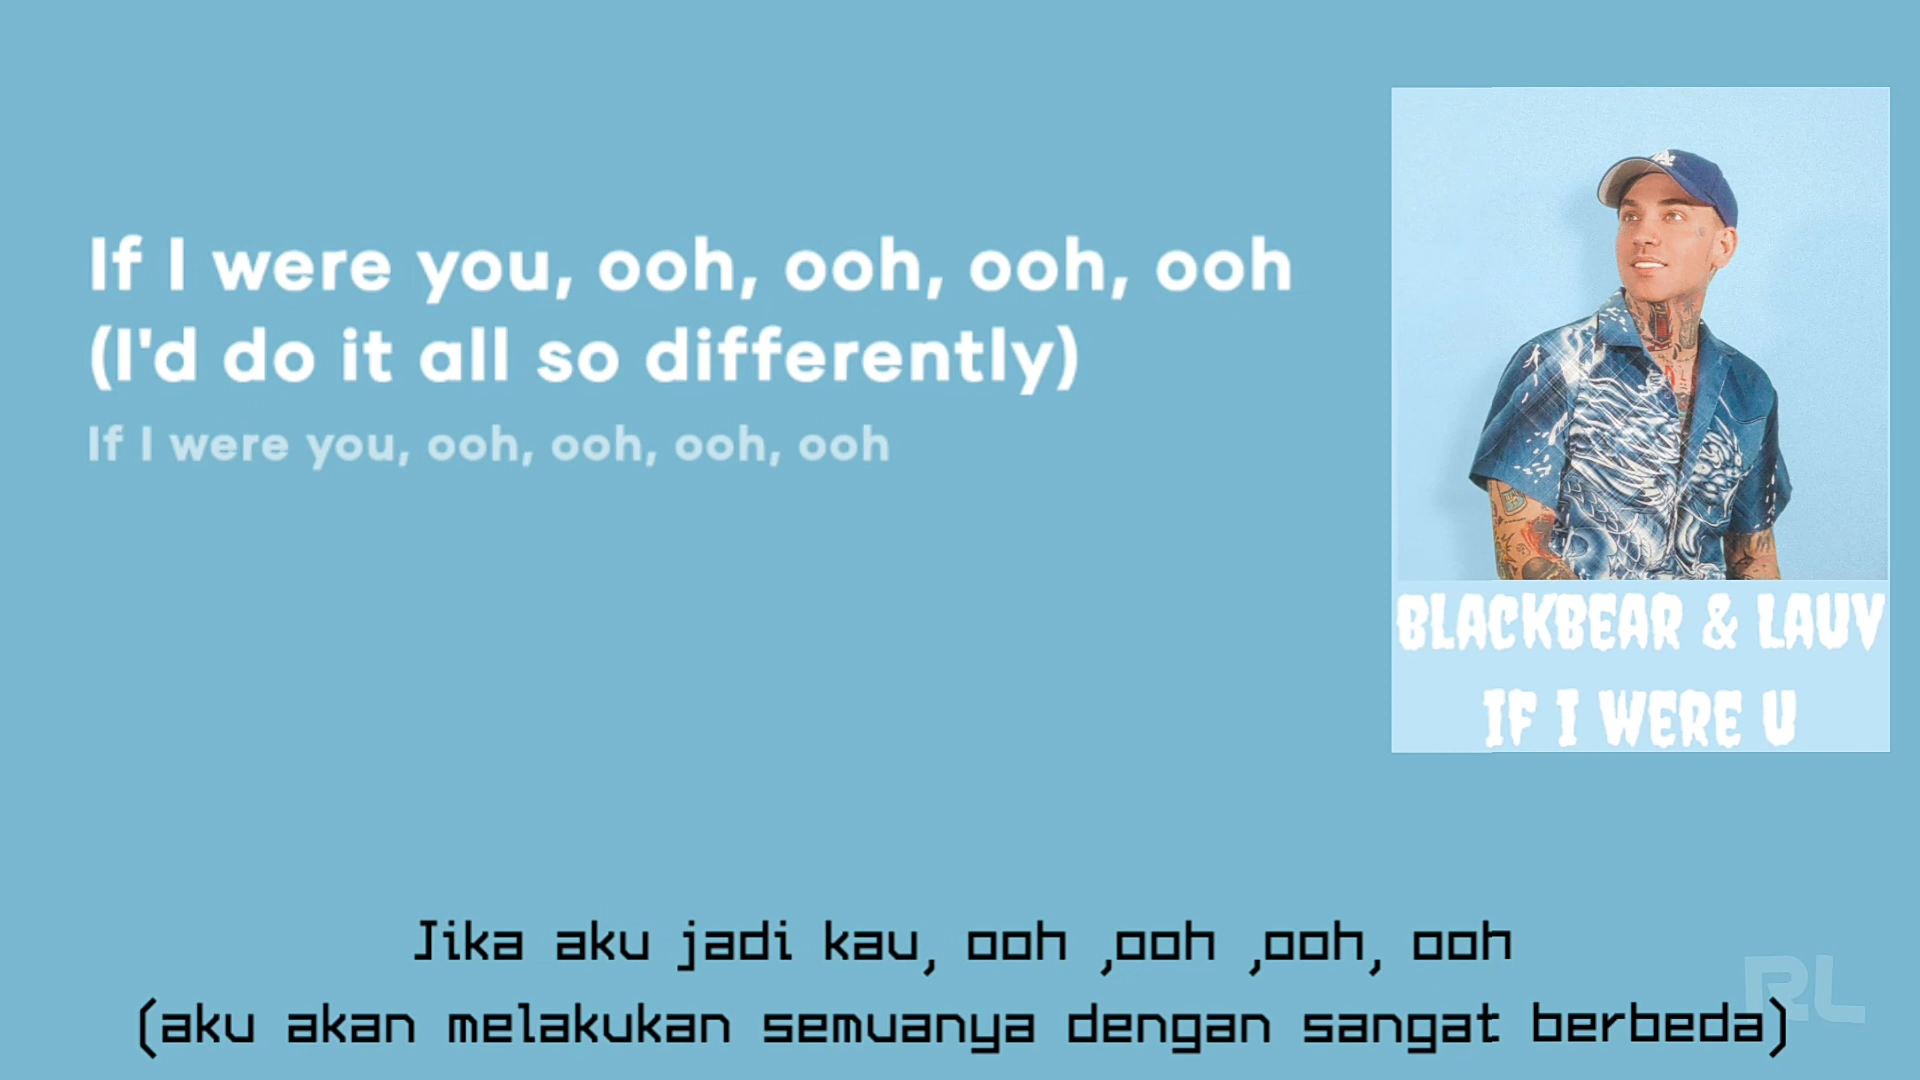 If I were you, ooh, ooh, ooh, ooh
(I'd do it all so differently)
If I were you, ooh, ooh, ooh, ooh
BLACKBEAR & LAUV
IF I WERE U
Jika aku jadi kau, ooh ,ooh ,ooh, ooh
(aku akan melakukan semuanya dengan sangat berbeda)
RL